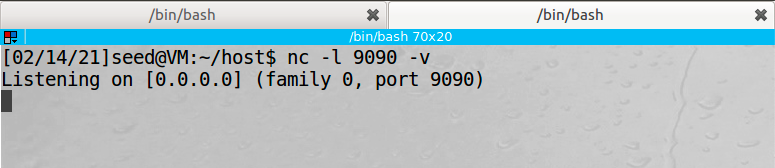 /bin/bash
/bin/bash
/bin/bash 70x20
[02/14/21]seed@VM:~/host$ nc -l 9090 -v
Listening on [0.0.0.0] (family 0, port 9090)